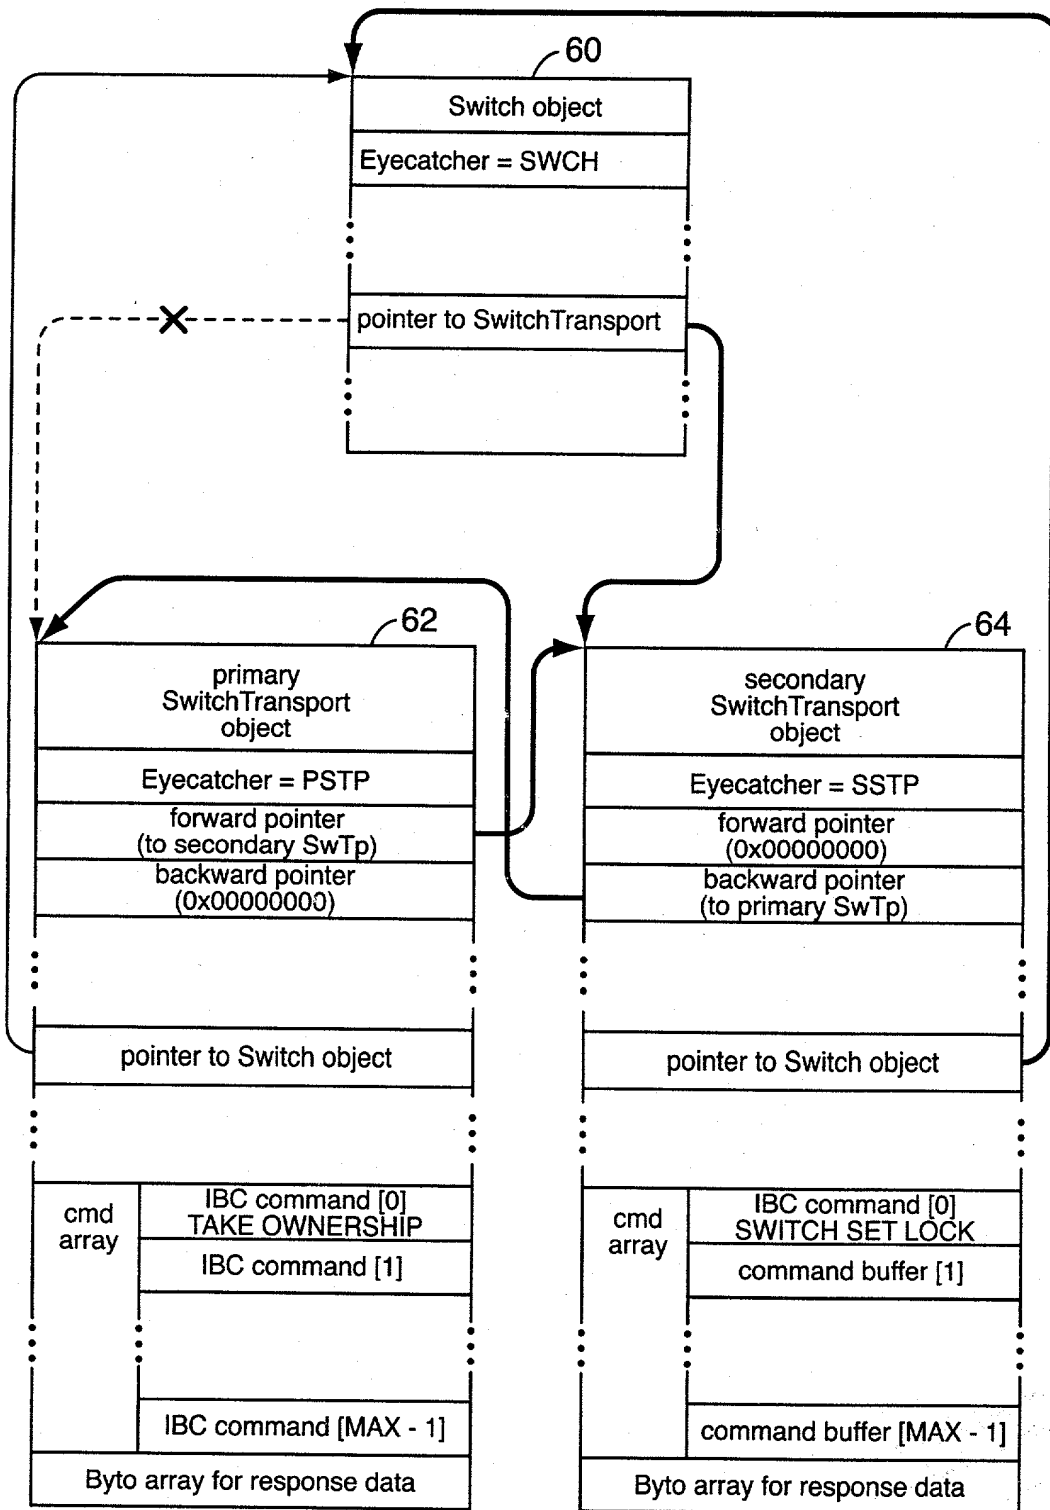 60
Switch object
Eyecatcher = SWCH
pointer to SwitchTransport
62
primary
SwitchTransport
object
Eyecatcher = PSTP
forward pointer
(to secondary SwTp)
backward pointer
(0x00000000)
pointer to Switch object
cmd
array
IBC command [0]
TAKE OWNERSHIP
IBC command [1]
IBC command [MAX - 1]
Byto array for response data
64
secondary
SwitchTransport
object
Eyecatcher = SSTP
forward pointer
(0x00000000)
backward pointer
(to primary SwTp)
pointer to Switch object
cmd
array
IBC command [0]
SWITCH SET LOCK
command buffer [1]
command buffer [MAX - 1]
Byto array for response data